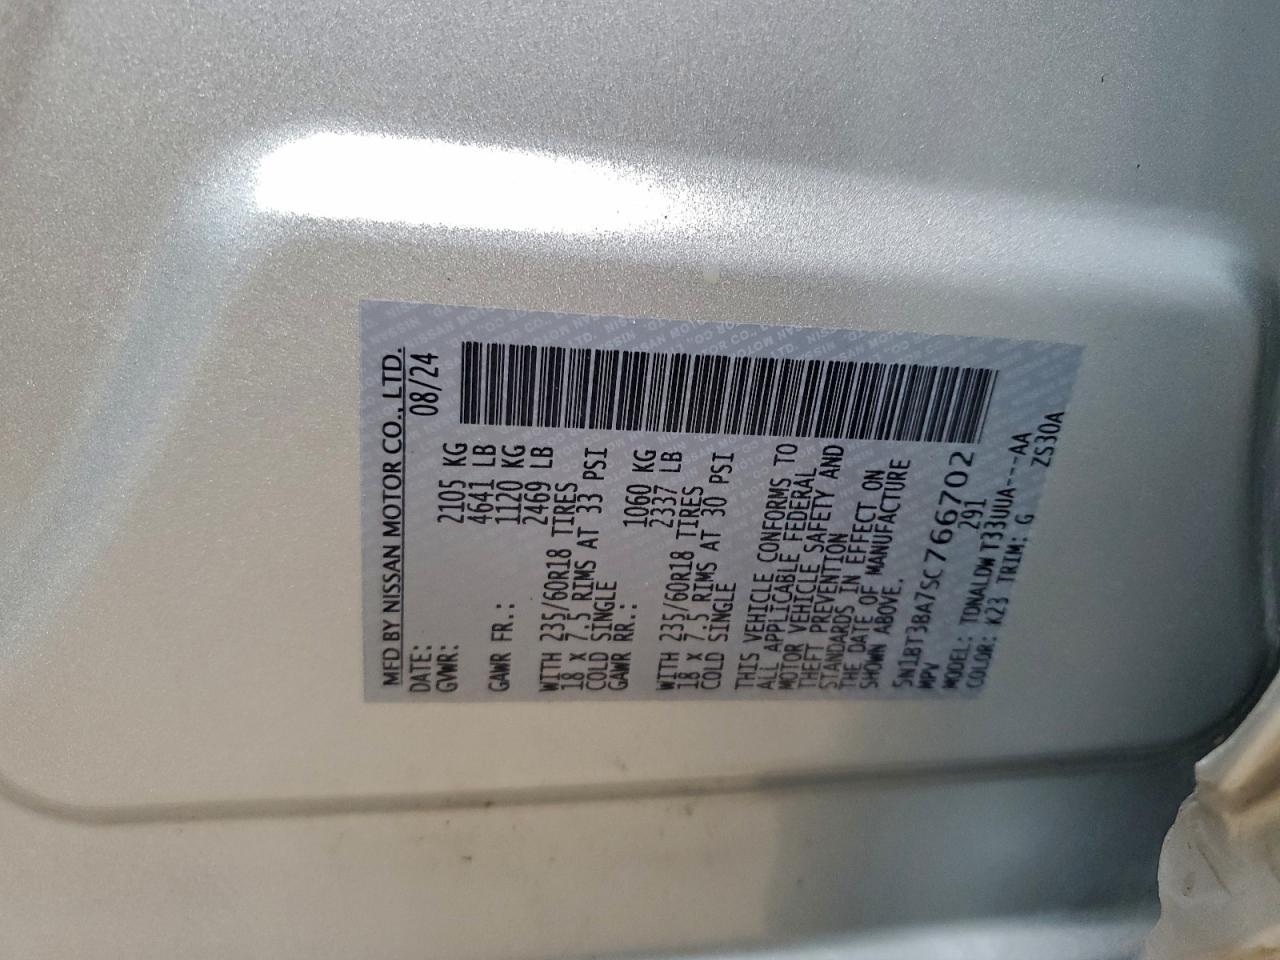 MFD BY NISSAN MOTOR CO., LTD.
DATE: 08/24
GVWR: 2105 KG
4641 LB
GAWR FR.: 1120 KG
2469 LB
WITH 235/60R18 TIRES
18 x 7.5 RIMS AT 33 PSI
COLD SINGLE
GAWR RR.: 1060 KG
2337 LB
WITH 235/60R18 TIRES
18 x 7.5 RIMS AT 30 PSI
COLD SINGLE
THIS VEHICLE CONFORMS TO
ALL APPLICABLE FEDERAL
MOTOR VEHICLE SAFETY AND
THEFT PREVENTION
STANDARDS IN EFFECT ON
THE DATE OF MANUFACTURE
SHOWN ABOVE.
5N1BT3BA7SC766702
MPV 291
MODEL: TDNALDW T33UUA---AA
COLOR: K23 TRIM: G ZS30A